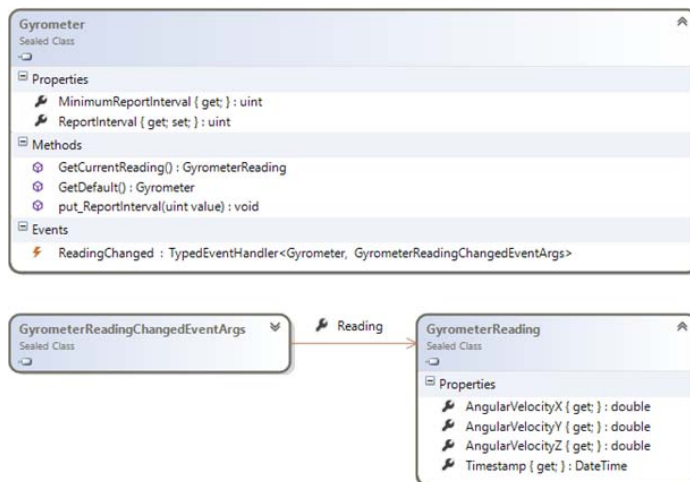 Gyrometer
Sealed Class
Properties
MinimumReportInterval { get; } : uint
ReportInterval { get; set; } : uint
Methods
GetCurrentReading() : GyrometerReading
GetDefault() : Gyrometer
put_ReportInterval(uint value) : void
Events
ReadingChanged : TypedEventHandler<Gyrometer, GyrometerReadingChangedEventArgs>
GyrometerReadingChangedEventArgs
Sealed Class
Reading
GyrometerReading
Sealed Class
Properties
AngularVelocityX { get; } : double
AngularVelocityY { get; } : double
AngularVelocityZ { get; } : double
Timestamp { get; } : DateTime